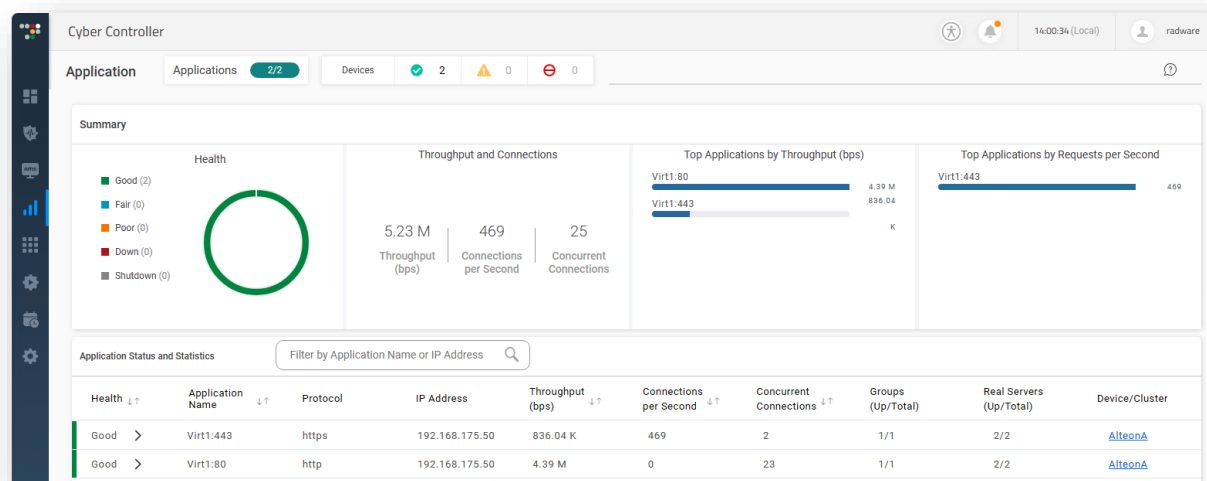 Cyber Controller
14:00:34 (Local)
radware
Application
Applications 2/2
Devices 2 0 0
Summary
Health
Good (2)
Fair (0)
Poor (0)
Down (0)
Shutdown (0)
Throughput and Connections
5.23 M 469 25
Throughput Connections Concurrent
(bps) per Second Connections
Top Applications by Throughput (bps)
Virt1:80
4.39 M
Virt1:443
836.04
K
Top Applications by Requests per Second
Virt1:443
469
Application Status and Statistics
Filter by Application Name or IP Address
Health Application Name Protocol IP Address Throughput (bps) Connections per Second Concurrent Connections Groups (Up/Total) Real Servers (Up/Total) Device/Cluster
Good Virt1:443 https 192.168.175.50 836.04 K 469 2 1/1 2/2 AlteonA
Good Virt1:80 http 192.168.175.50 4.39 M 0 23 1/1 2/2 AlteonA